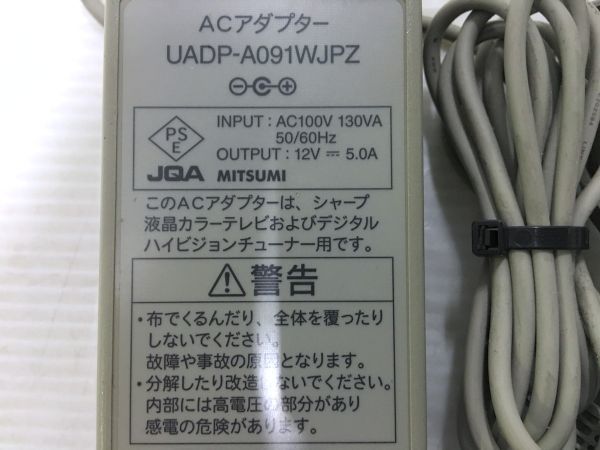 ACアダプター
UADP-A091WJPZ
PS
E
JQA
INPUT : AC100V 130VA
50/60Hz
OUTPUT : 12V ⎓ 5.0A
MITSUMI
このACアダプターは、シャープ
液晶カラーテレビおよびデジタル
ハイビジョンチューナー用です。
警告
・布でくるんだり、全体を覆ったり
しないでください。
故障や事故の原因となります。
・分解したり改造はないでください。
内部には高電圧の部分があり
感電の危険があります。